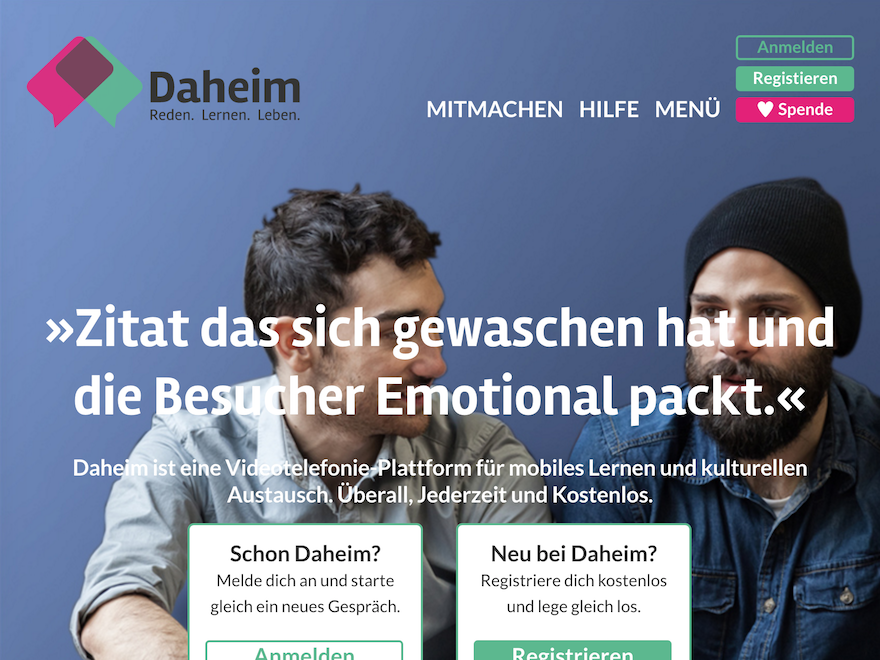 Daheim
Reden. Lernen. Leben.
MITMACHEN HILFE MENÜ
Anmelden
Registieren
Spende
»Zitat das sich gewaschen hat und
die Besucher Emotional packt.«
Daheim ist eine Videotelefonie-Plattform für mobiles Lernen und kulturellen
Austausch. Überall, Jederzeit und Kostenlos.
Schon Daheim?
Melde dich an und starte
gleich ein neues Gespräch.
Anmelden
Neu bei Daheim?
Registriere dich kostenlos
und lege gleich los.
Registrieren